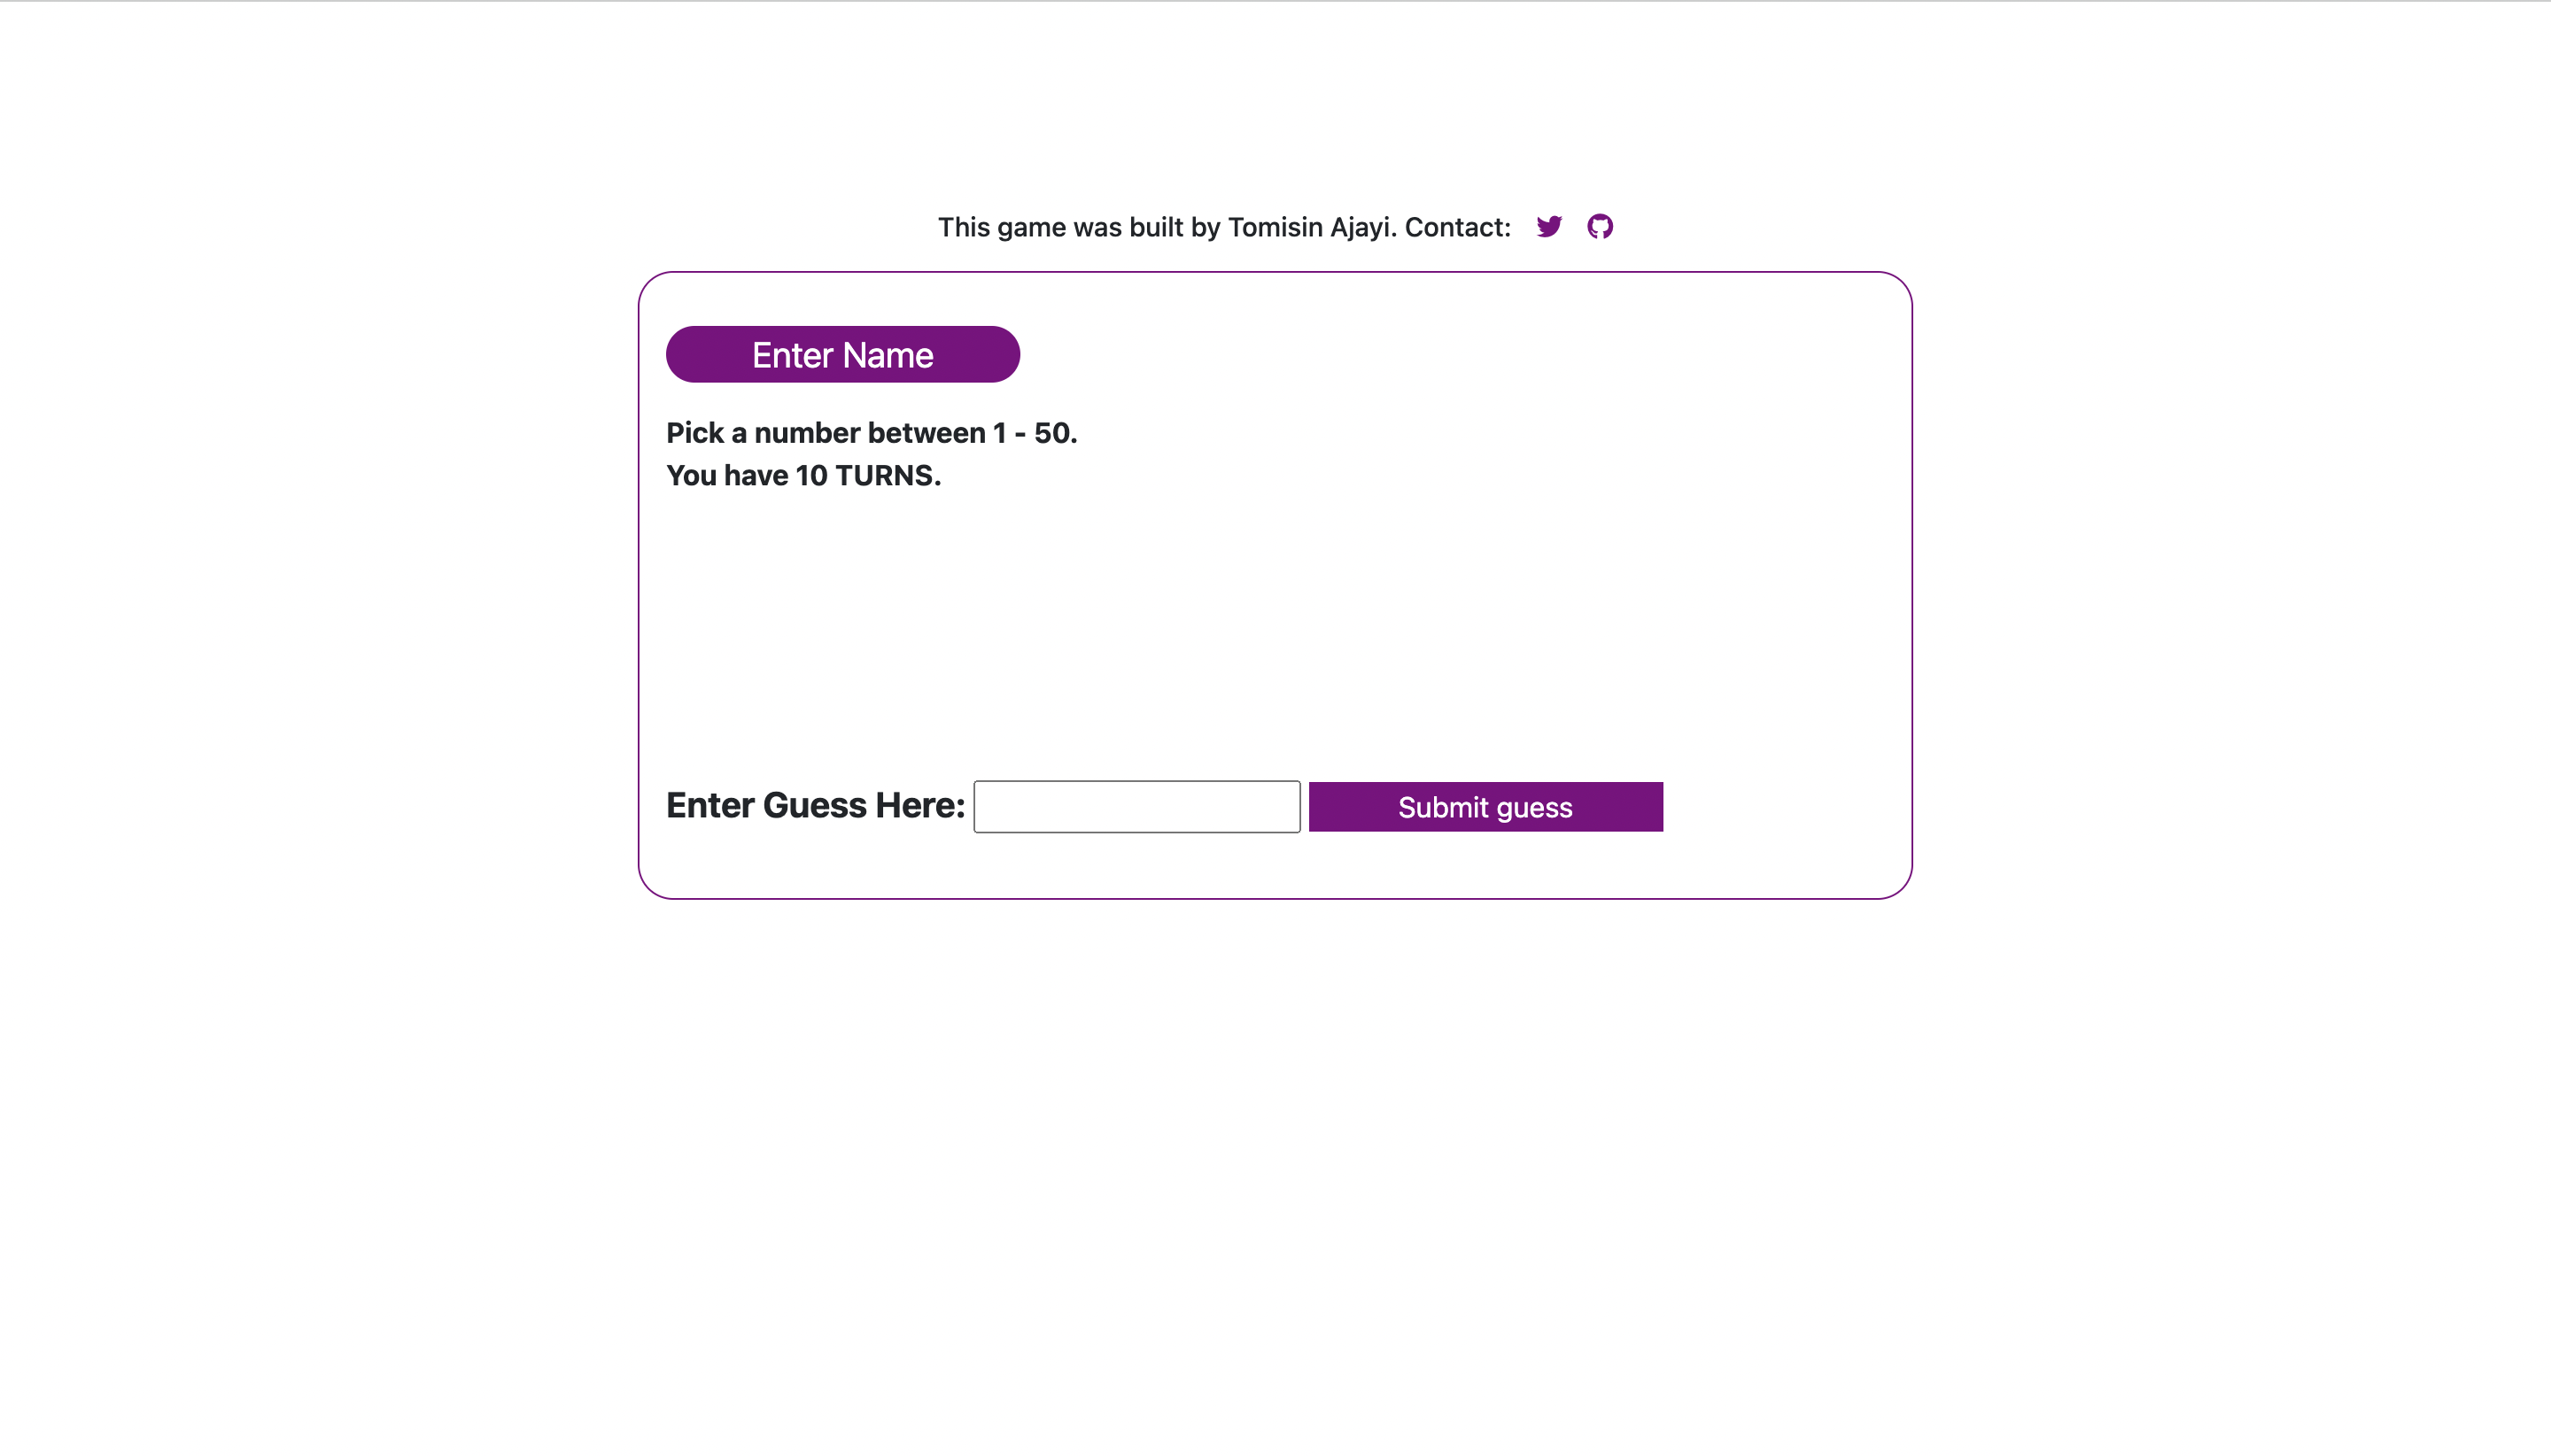 This game was built by Tomisin Ajayi. Contact:
Enter Name
Pick a number between 1 - 50.
You have 10 TURNS.
Enter Guess Here: Submit guess